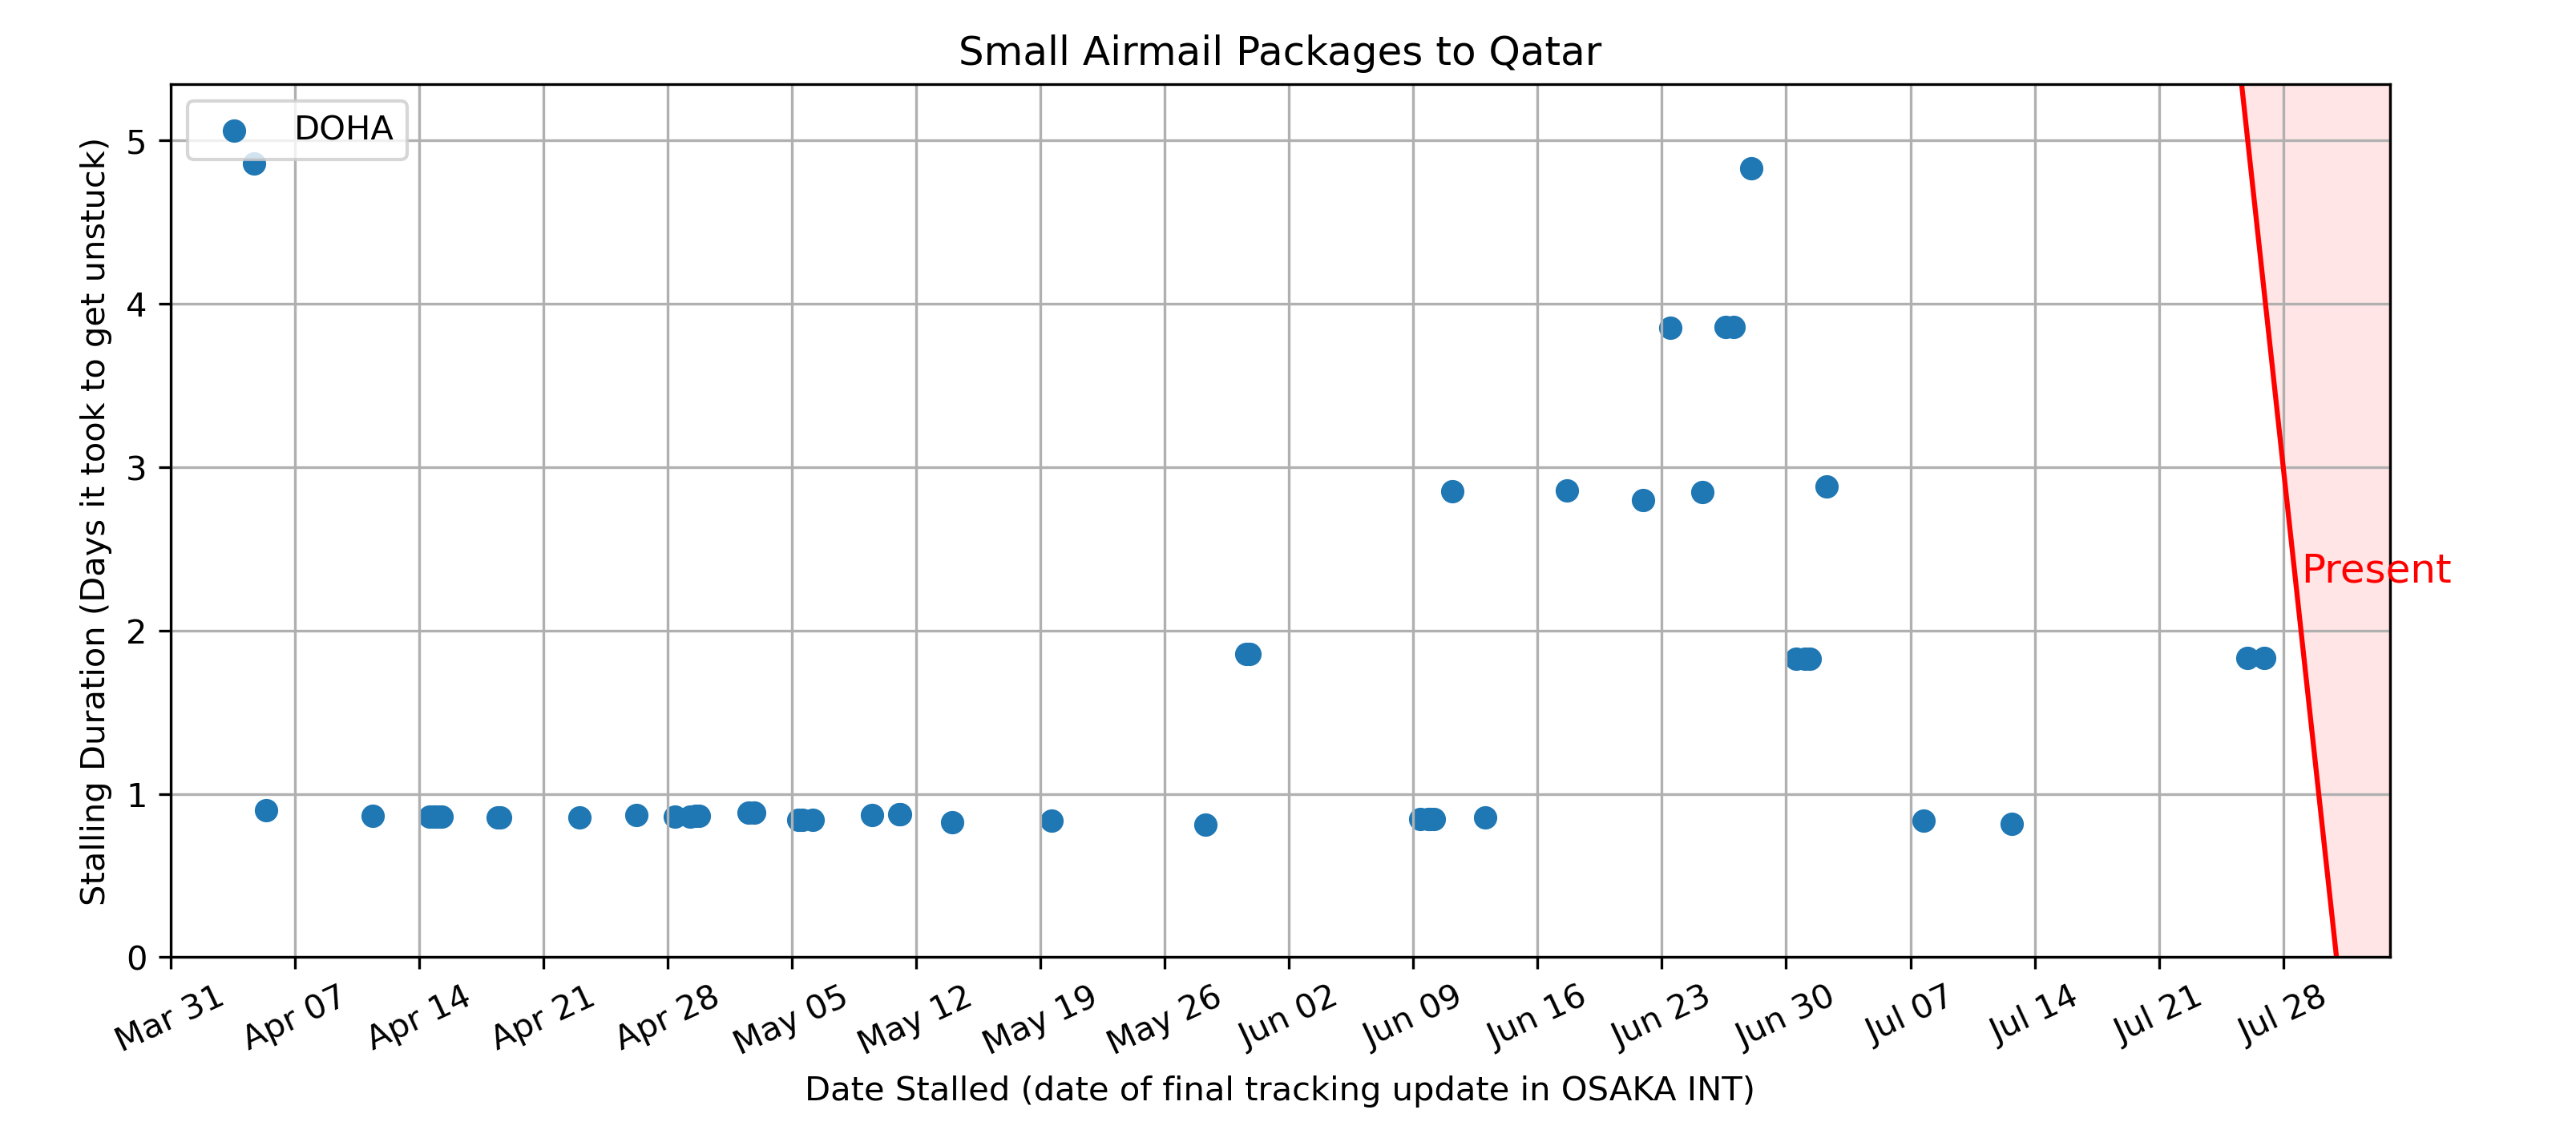 Small Airmail Packages to Qatar
DOHA
Stalling Duration (Days it took to get unstuck)
5
4
3
2
1
0
Present
Mar 31
Apr 07
Apr 14
Apr 21
Apr 28
May 05
May 12
May 19
May 26
Jun 02
Jun 09
Jun 16
Jun 23
Jun 30
Jul 07
Jul 14
Jul 21
Jul 28
Date Stalled (date of final tracking update in OSAKA INT)